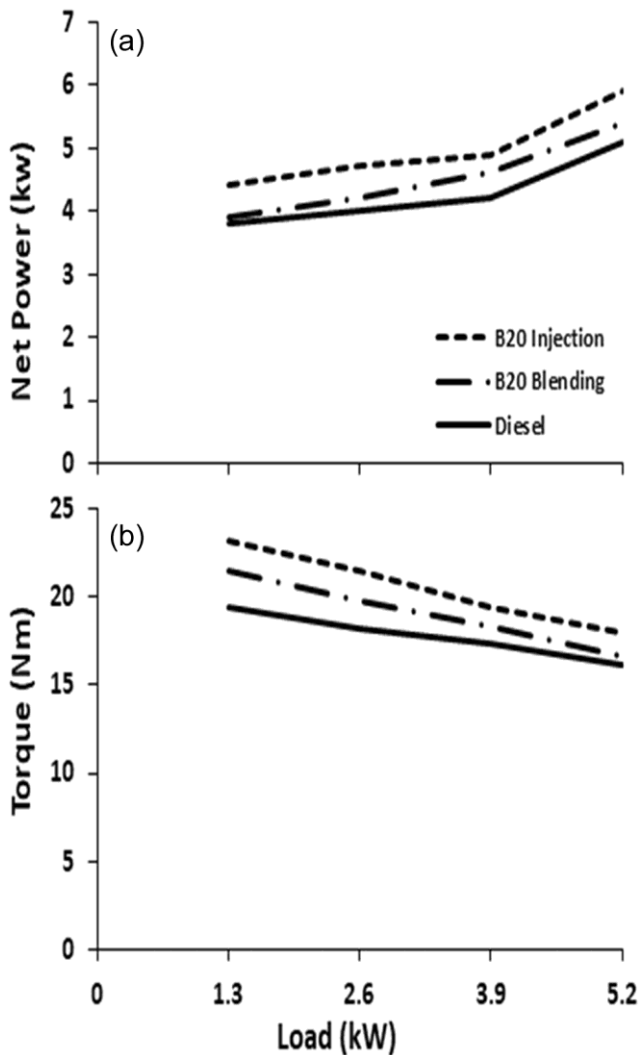 (a)
Net Power (kw)
7
6
5
4
3
2
1
0
B20 Injection
B20 Blending
Diesel
(b)
Torque (Nm)
25
20
15
10
5
0
0 1.3 2.6 3.9 5.2
Load (kW)